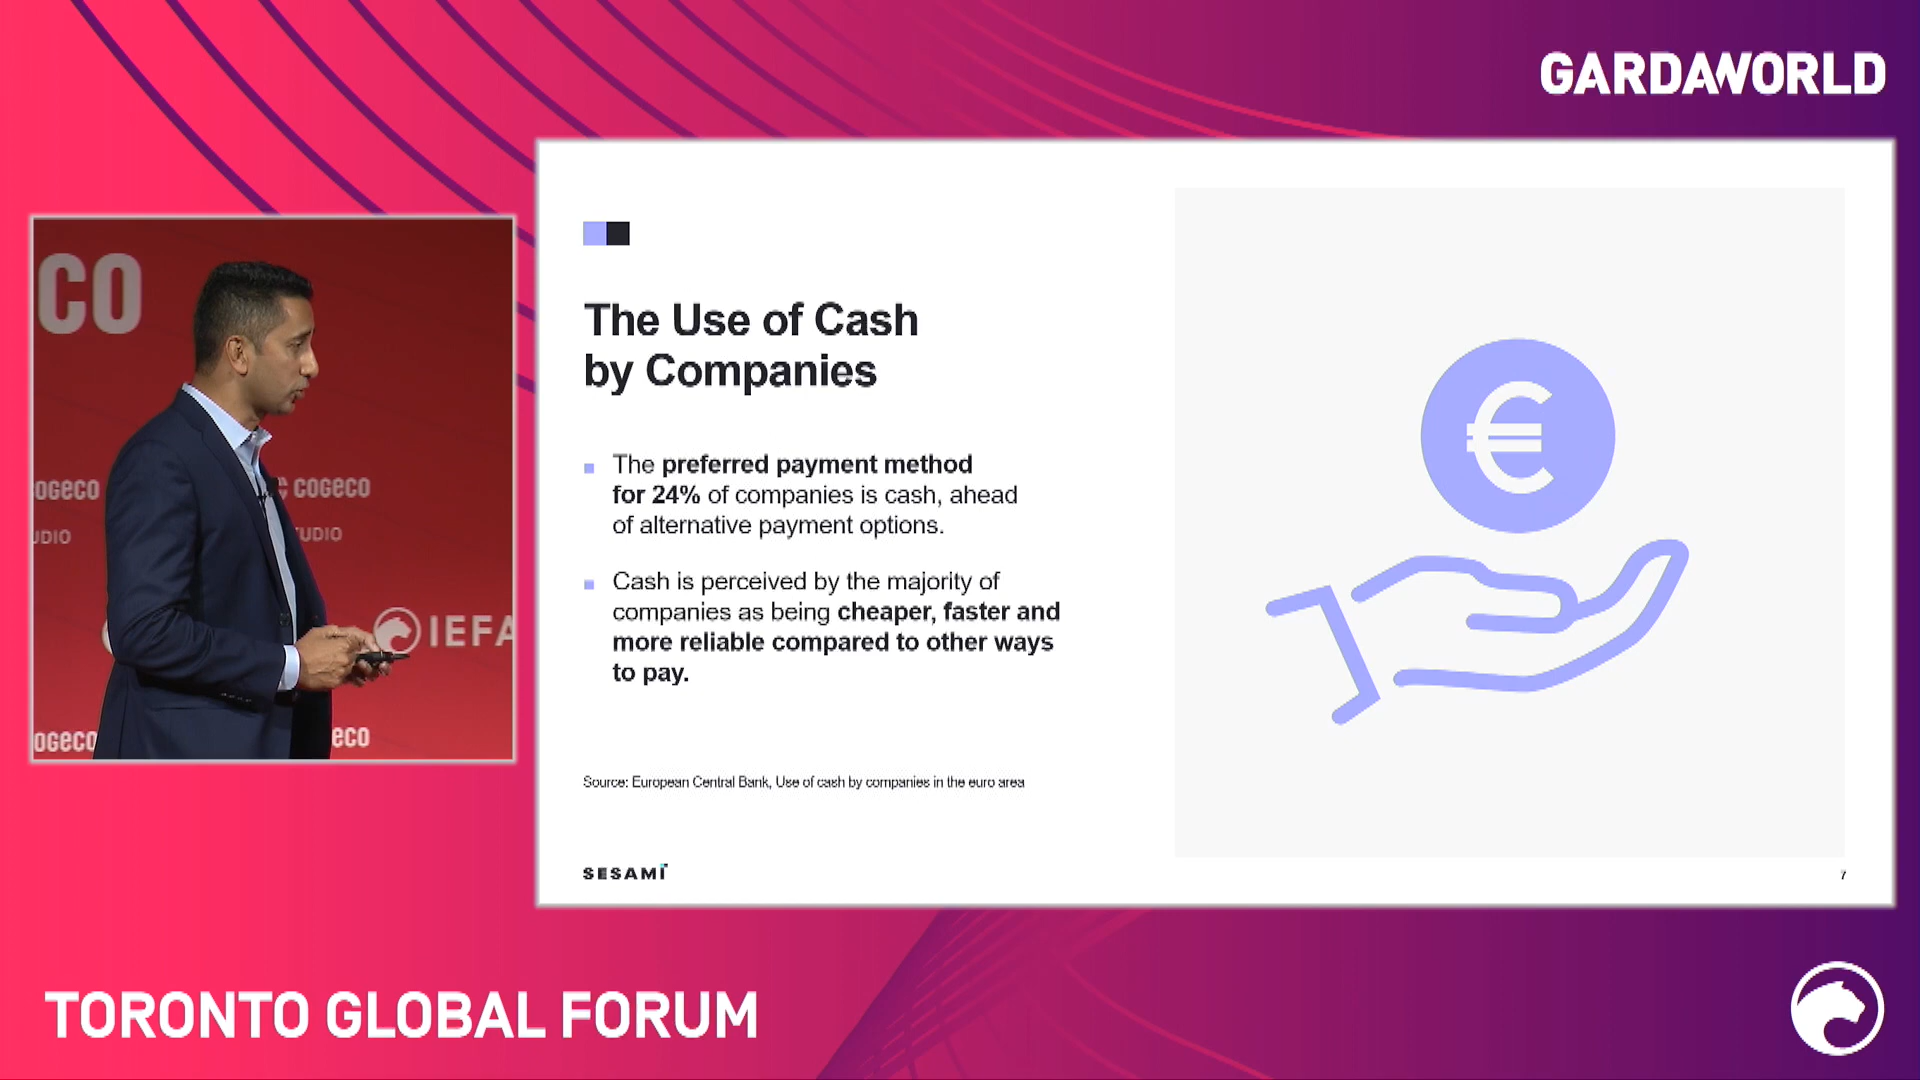 GARDAWORLD
CO
cogeco
UDIO
IEFA
eco
The Use of Cash
by Companies
The preferred payment method
for 24% of companies is cash, ahead
of alternative payment options.
Cash is perceived by the majority of
companies as being cheaper, faster and
more reliable compared to other ways
to pay.
Source: European Central Bank, Use of cash by companies in the euro area
SESAMI
7
€
TORONTO GLOBAL FORUM